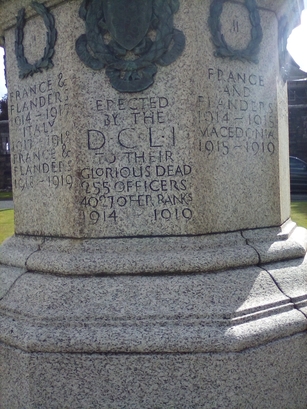 FRANCE &
FLANDERS
1914-1917
ITALY
1917-1918
FRANCE &
FLANDERS
1918-1919
ERECTED
BY THE
D.C.L.I
TO THEIR
GLORIOUS DEAD
255 OFFICERS
OTHER RANKS
1914 1919
II
FRANCE
AND
FLANDERS
1914-1915
MACEDONIA
1915-1919